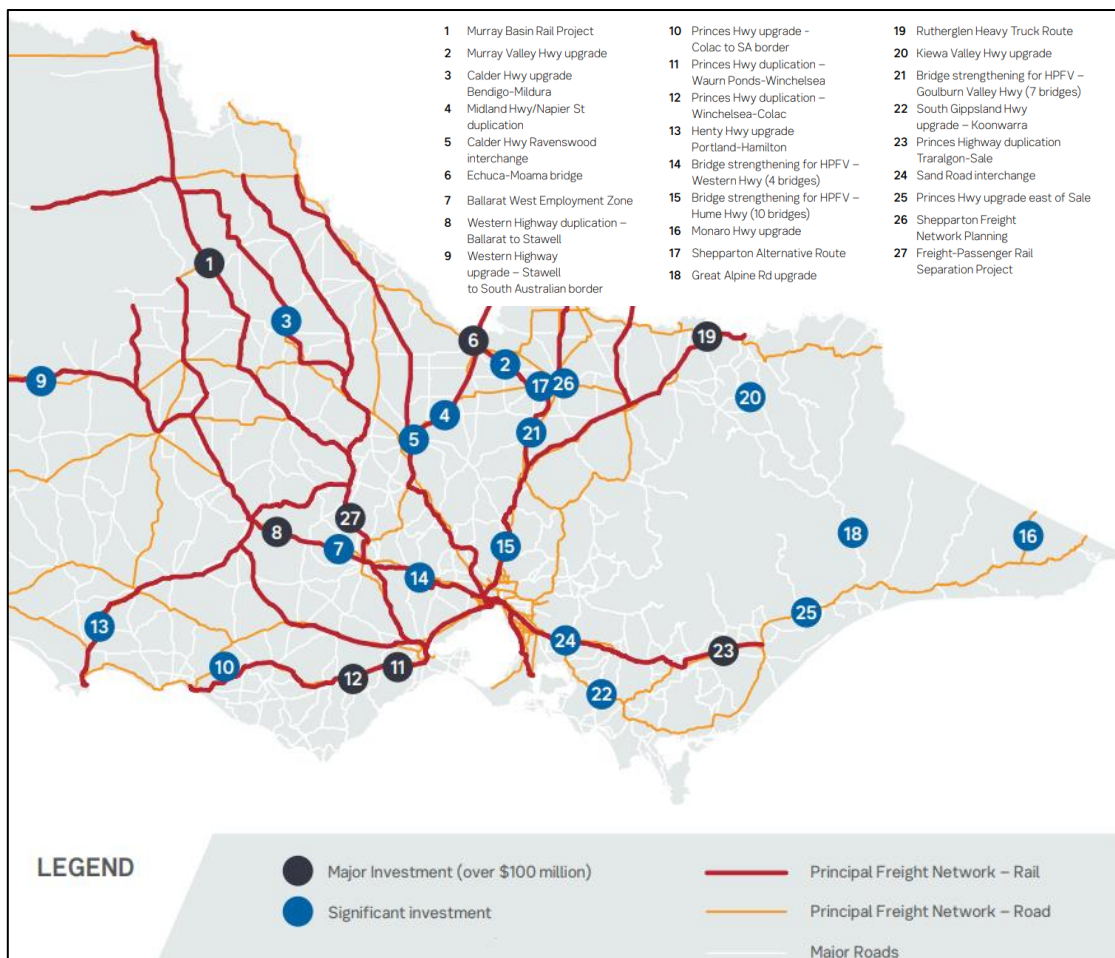 1 Murray Basin Rail Project
2 Murray Valley Hwy upgrade
3 Calder Hwy upgrade
Bendigo-Mildura
4 Midland Hwy/Napier St
duplication
5 Calder Hwy Ravenswood
interchange
6 Echuca-Moama bridge
7 Ballarat West Employment Zone
8 Western Highway duplication –
Ballarat to Stawell
9 Western Highway
upgrade – Stawell
to South Australian border
10 Princes Hwy upgrade -
Colac to SA border
11 Princes Hwy duplication –
Waurn Ponds-Winchelsea
12 Princes Hwy duplication –
Winchelsea-Colac
13 Henty Hwy upgrade
Portland-Hamilton
14 Bridge strengthening for HPFV –
Western Hwy (4 bridges)
15 Bridge strengthening for HPFV –
Hume Hwy (10 bridges)
16 Monaro Hwy upgrade
17 Shepparton Alternative Route
18 Great Alpine Rd upgrade
19 Rutherglen Heavy Truck Route
20 Kiewa Valley Hwy upgrade
21 Bridge strengthening for HPFV –
Goulburn Valley Hwy (7 bridges)
22 South Gippsland Hwy
upgrade – Koonwarra
23 Princes Highway duplication
Traralgon-Sale
24 Sand Road interchange
25 Princes Hwy upgrade east of Sale
26 Shepparton Freight
Network Planning
27 Freight-Passenger Rail
Separation Project
1
3
6
19
2
9
17
26
20
4
21
5
27
8
18
16
7
15
14
25
13
24
23
10
11
12
22
LEGEND
Major Investment (over $100 million)
Significant investment
Principal Freight Network – Rail
Principal Freight Network – Road
Major Roads